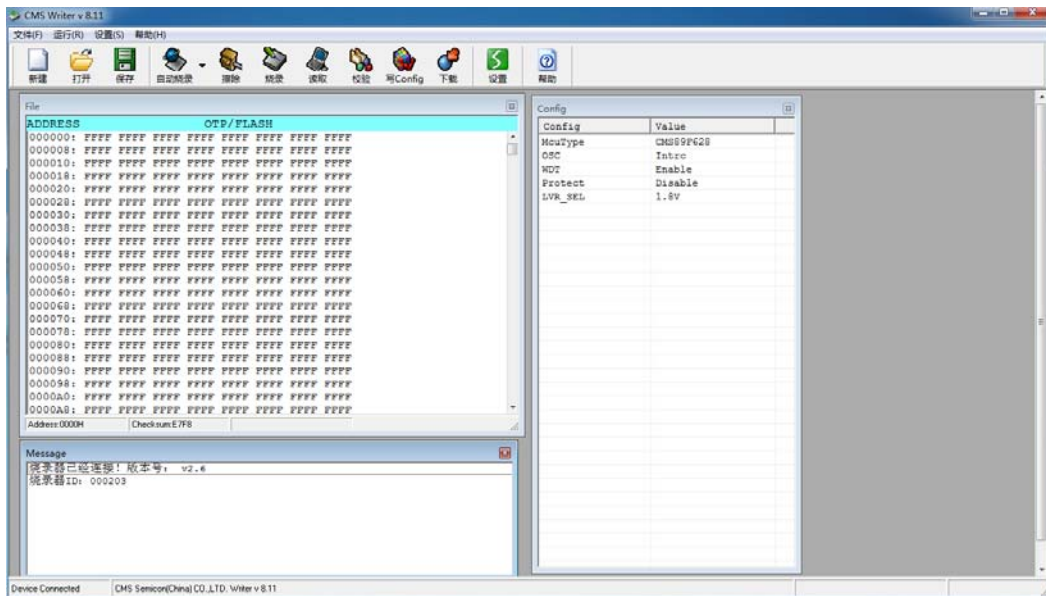 CMS Writer v 8.11
文件(F) 运行(R) 设置(S) 帮助(H)
新建 打开 保存 自动烧录 擦除 烧录 读取 校验 写Config 下载 设置 帮助
File
ADDRESS OTP/FLASH
000000: FFFF FFFF FFFF FFFF FFFF FFFF FFFF FFFF
000008: FFFF FFFF FFFF FFFF FFFF FFFF FFFF FFFF
000010: FFFF FFFF FFFF FFFF FFFF FFFF FFFF FFFF
000018: FFFF FFFF FFFF FFFF FFFF FFFF FFFF FFFF
000020: FFFF FFFF FFFF FFFF FFFF FFFF FFFF FFFF
000028: FFFF FFFF FFFF FFFF FFFF FFFF FFFF FFFF
000030: FFFF FFFF FFFF FFFF FFFF FFFF FFFF FFFF
000038: FFFF FFFF FFFF FFFF FFFF FFFF FFFF FFFF
000040: FFFF FFFF FFFF FFFF FFFF FFFF FFFF FFFF
000048: FFFF FFFF FFFF FFFF FFFF FFFF FFFF FFFF
000050: FFFF FFFF FFFF FFFF FFFF FFFF FFFF FFFF
000058: FFFF FFFF FFFF FFFF FFFF FFFF FFFF FFFF
000060: FFFF FFFF FFFF FFFF FFFF FFFF FFFF FFFF
000068: FFFF FFFF FFFF FFFF FFFF FFFF FFFF FFFF
000070: FFFF FFFF FFFF FFFF FFFF FFFF FFFF FFFF
000078: FFFF FFFF FFFF FFFF FFFF FFFF FFFF FFFF
000080: FFFF FFFF FFFF FFFF FFFF FFFF FFFF FFFF
000088: FFFF FFFF FFFF FFFF FFFF FFFF FFFF FFFF
000090: FFFF FFFF FFFF FFFF FFFF FFFF FFFF FFFF
000098: FFFF FFFF FFFF FFFF FFFF FFFF FFFF FFFF
0000A0: FFFF FFFF FFFF FFFF FFFF FFFF FFFF FFFF
0000A8: FFFF FFFF FFFF FFFF FFFF FFFF FFFF FFFF
Address:0000H Checksum:E7F8
Config
Config Value
McuType CMS89F628
OSC Intrc
WDT Enable
Protect Disable
LVR_SEL 1.8V
Message
烧录器已经连接！版本号： v2.6
烧录器ID: 000203
Device Connected CMS Semicon(China) CO.,LTD. Writer v 8.11